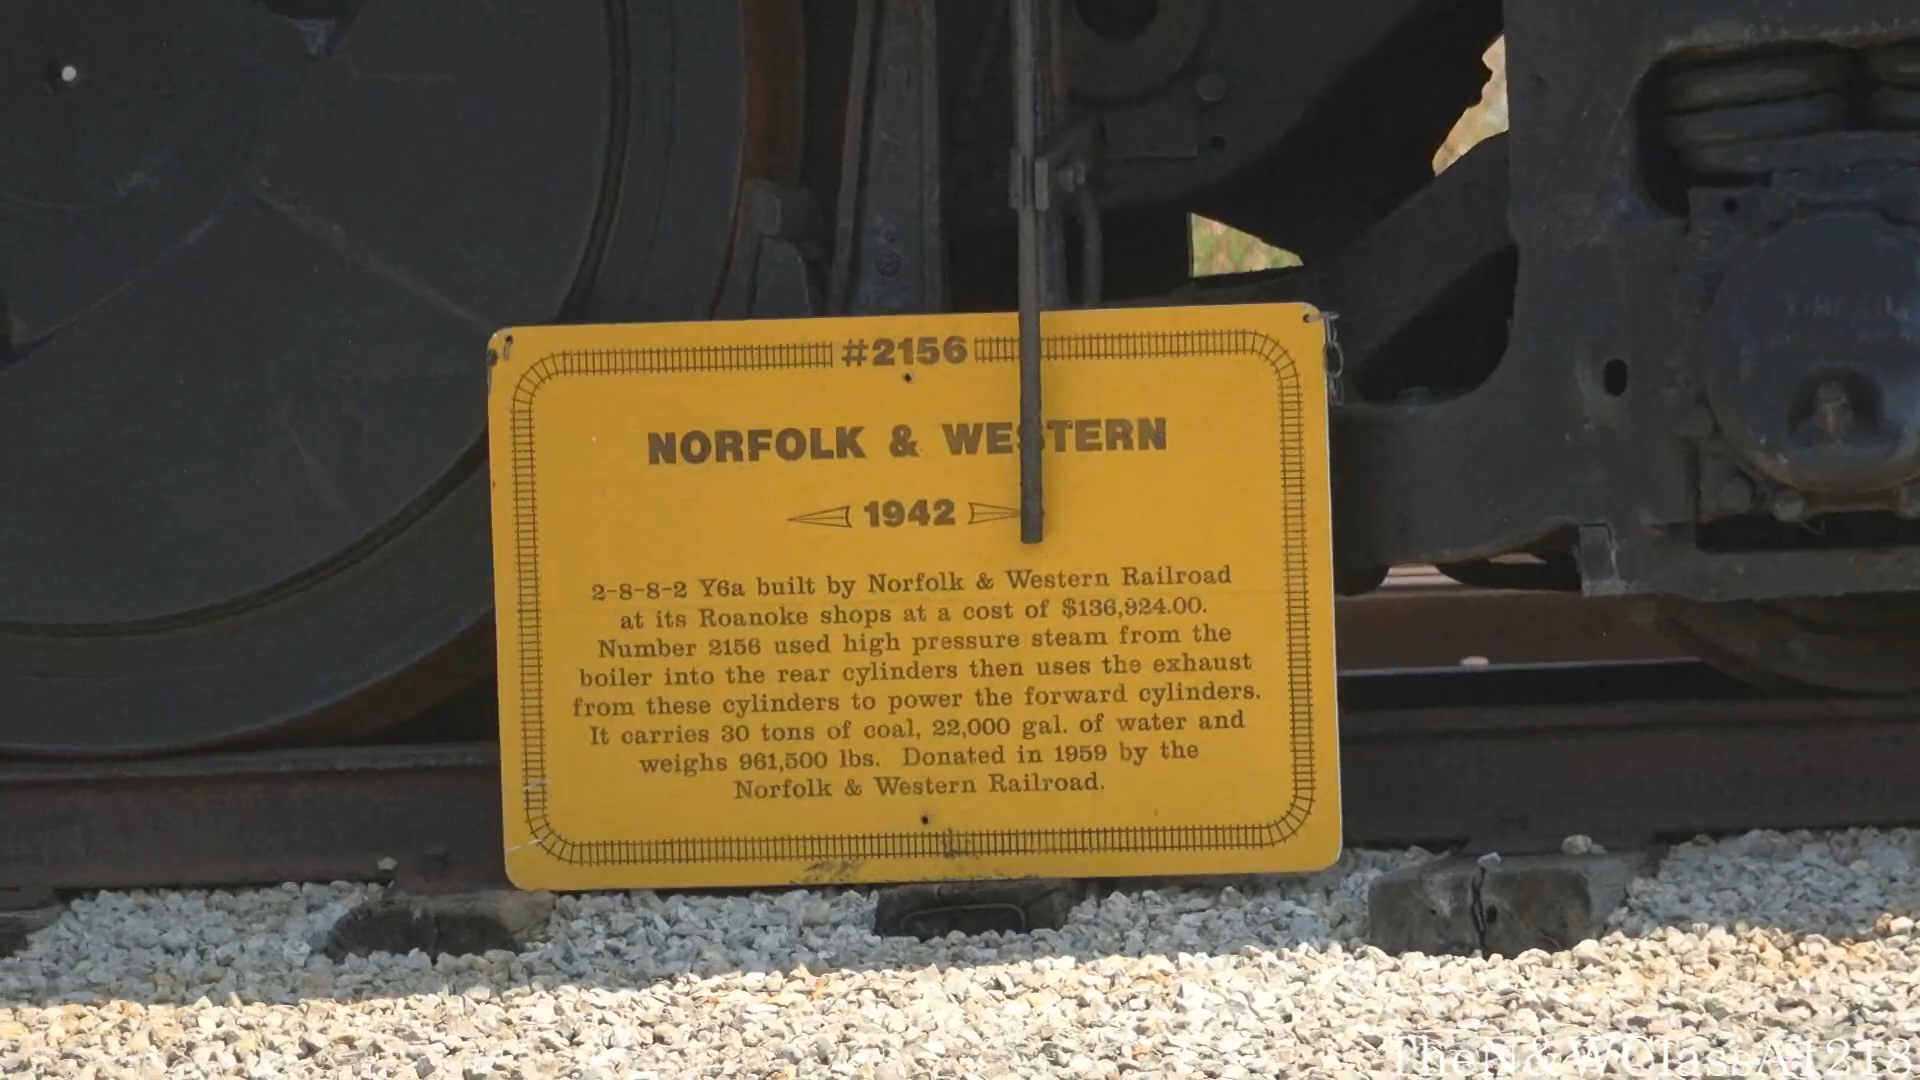 #2156
NORFOLK & WESTERN
1942
2-8-8-2 Y6a built by Norfolk & Western Railroad
at its Roanoke shops at a cost of $136,924.00.
Number 2156 used high pressure steam from the
boiler into the rear cylinders then uses the exhaust
from these cylinders to power the forward cylinders.
It carries 30 tons of coal, 22,000 gal. of water and
weighs 961,500 lbs. Donated in 1959 by the
Norfolk & Western Railroad.
TheN&WClassA1218